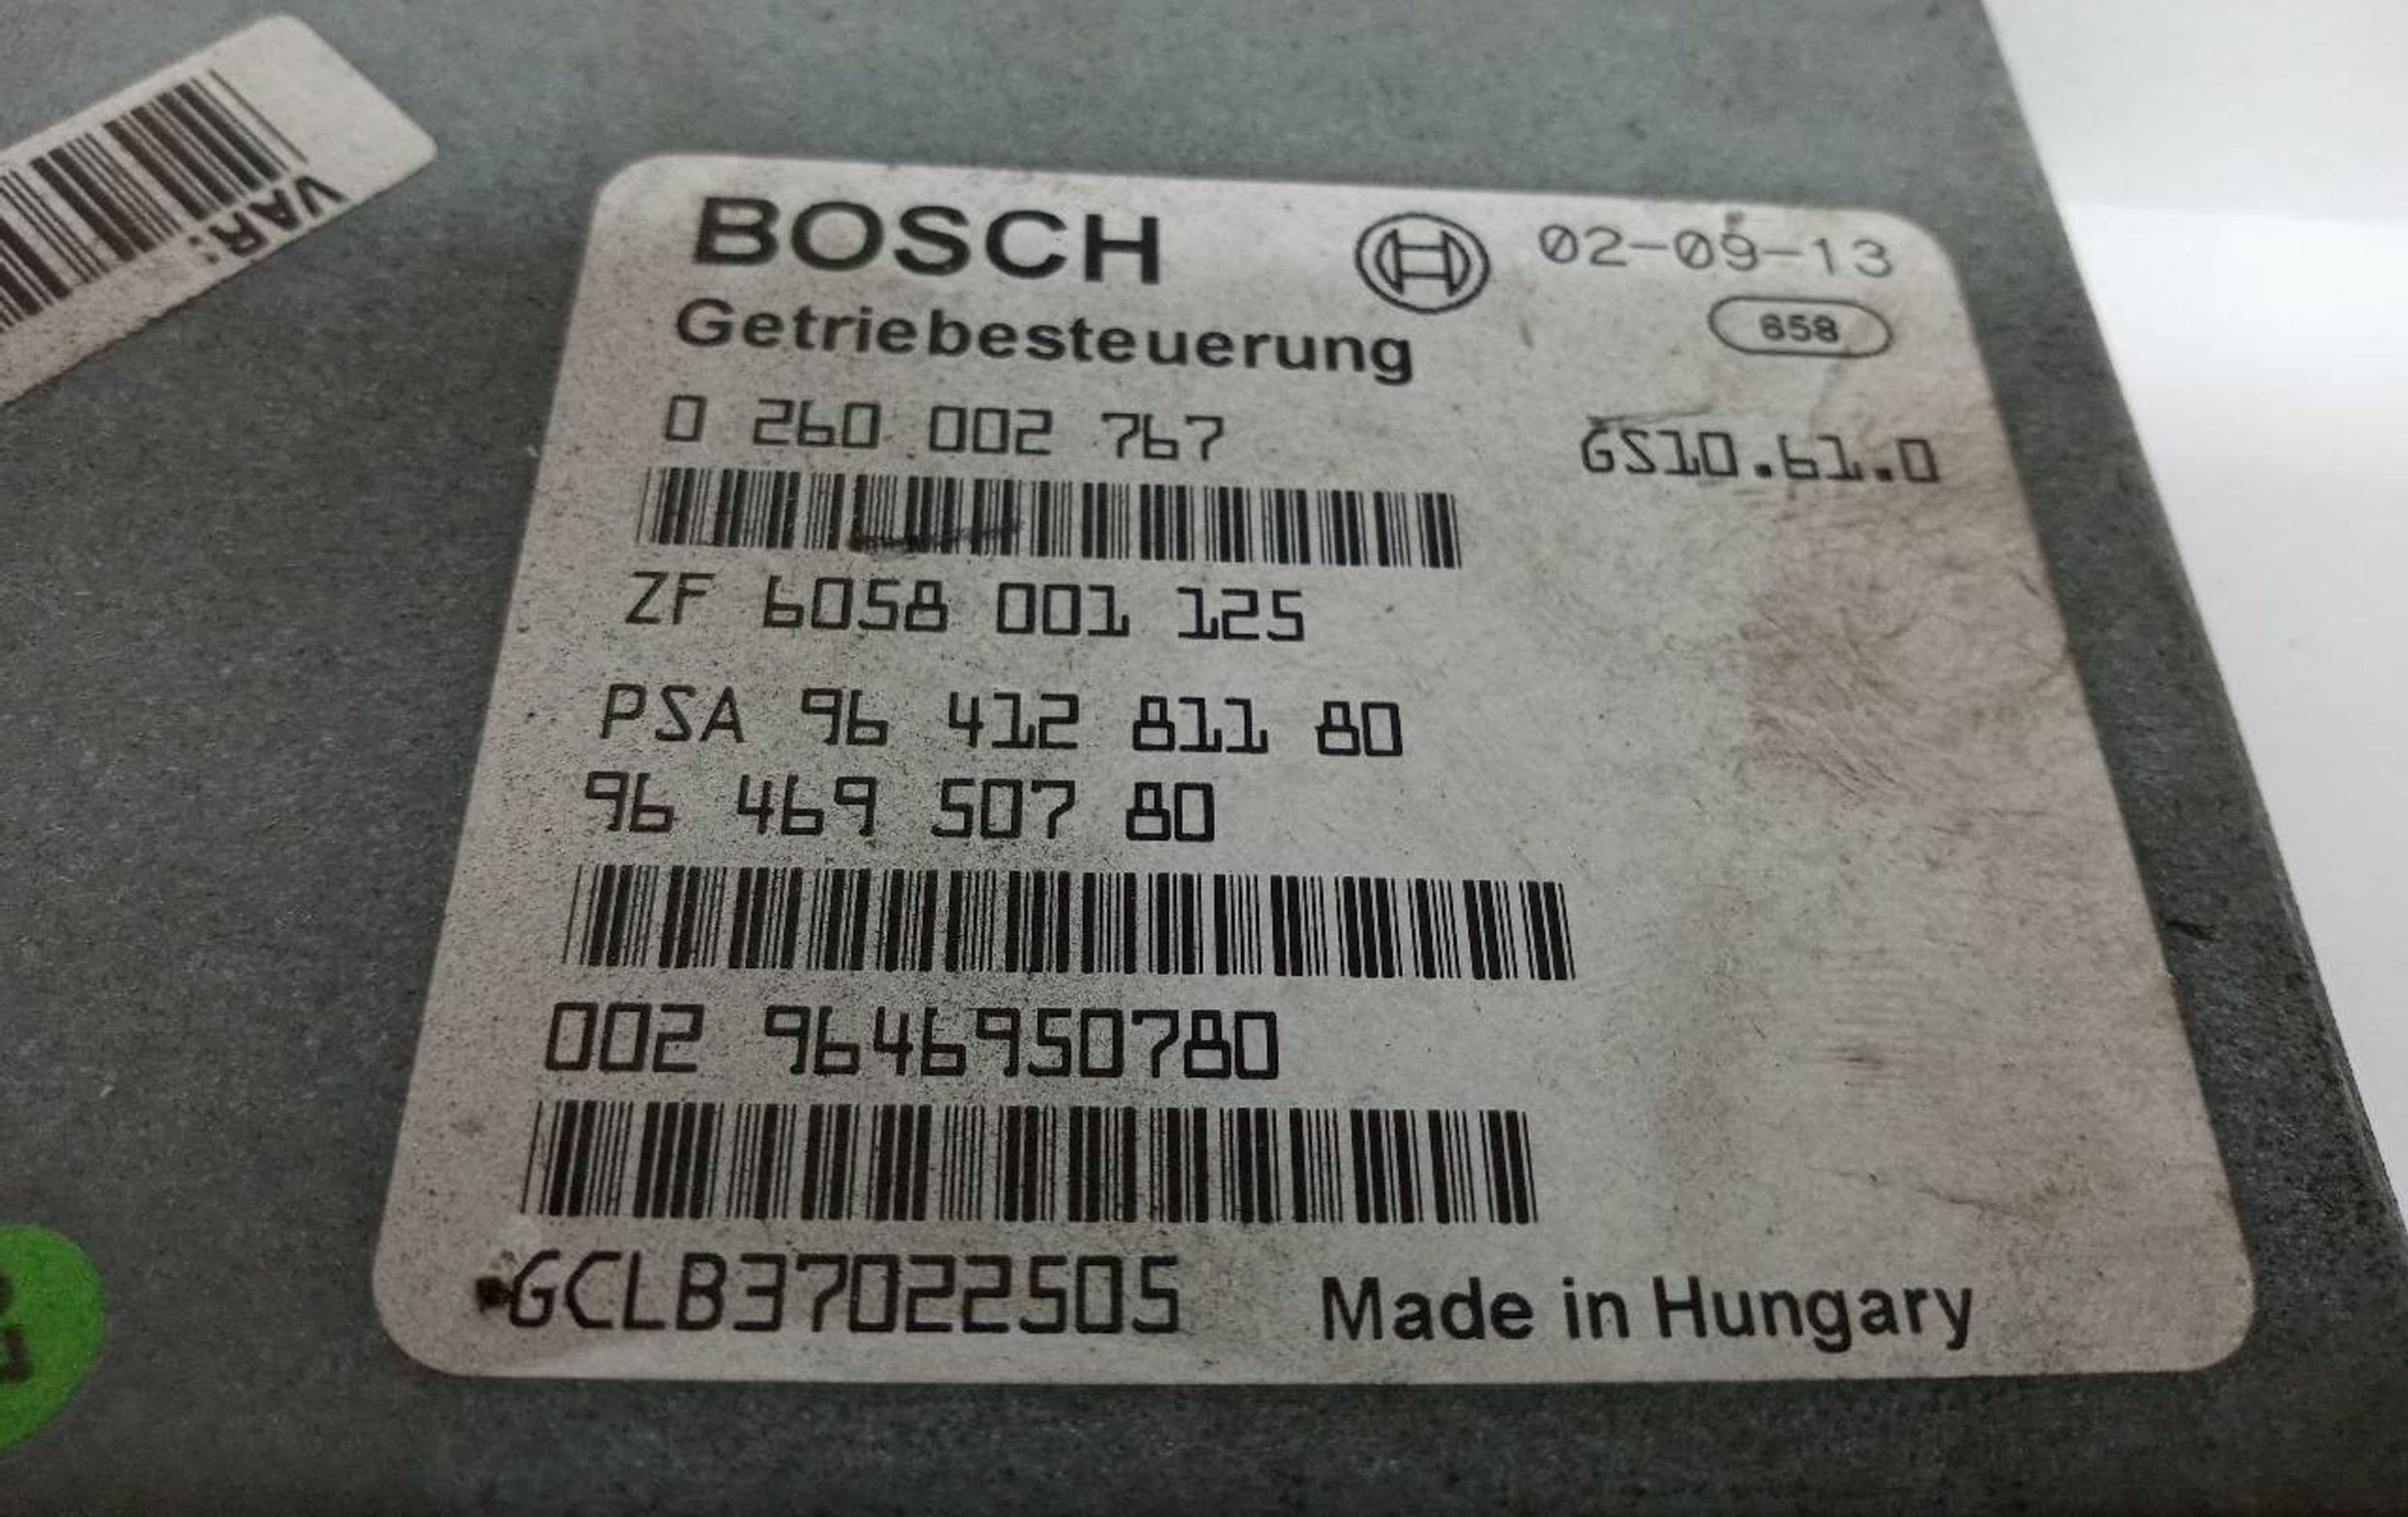 VAR:
BOSCH 02-09-13
658
Getriebesteuerung
0 260 002 767 GS10.61.0
ZF 6058 001 125
PSA 96 412 811 80
96 469 507 80
002 9646950780
GCLB37022505 Made in Hungary